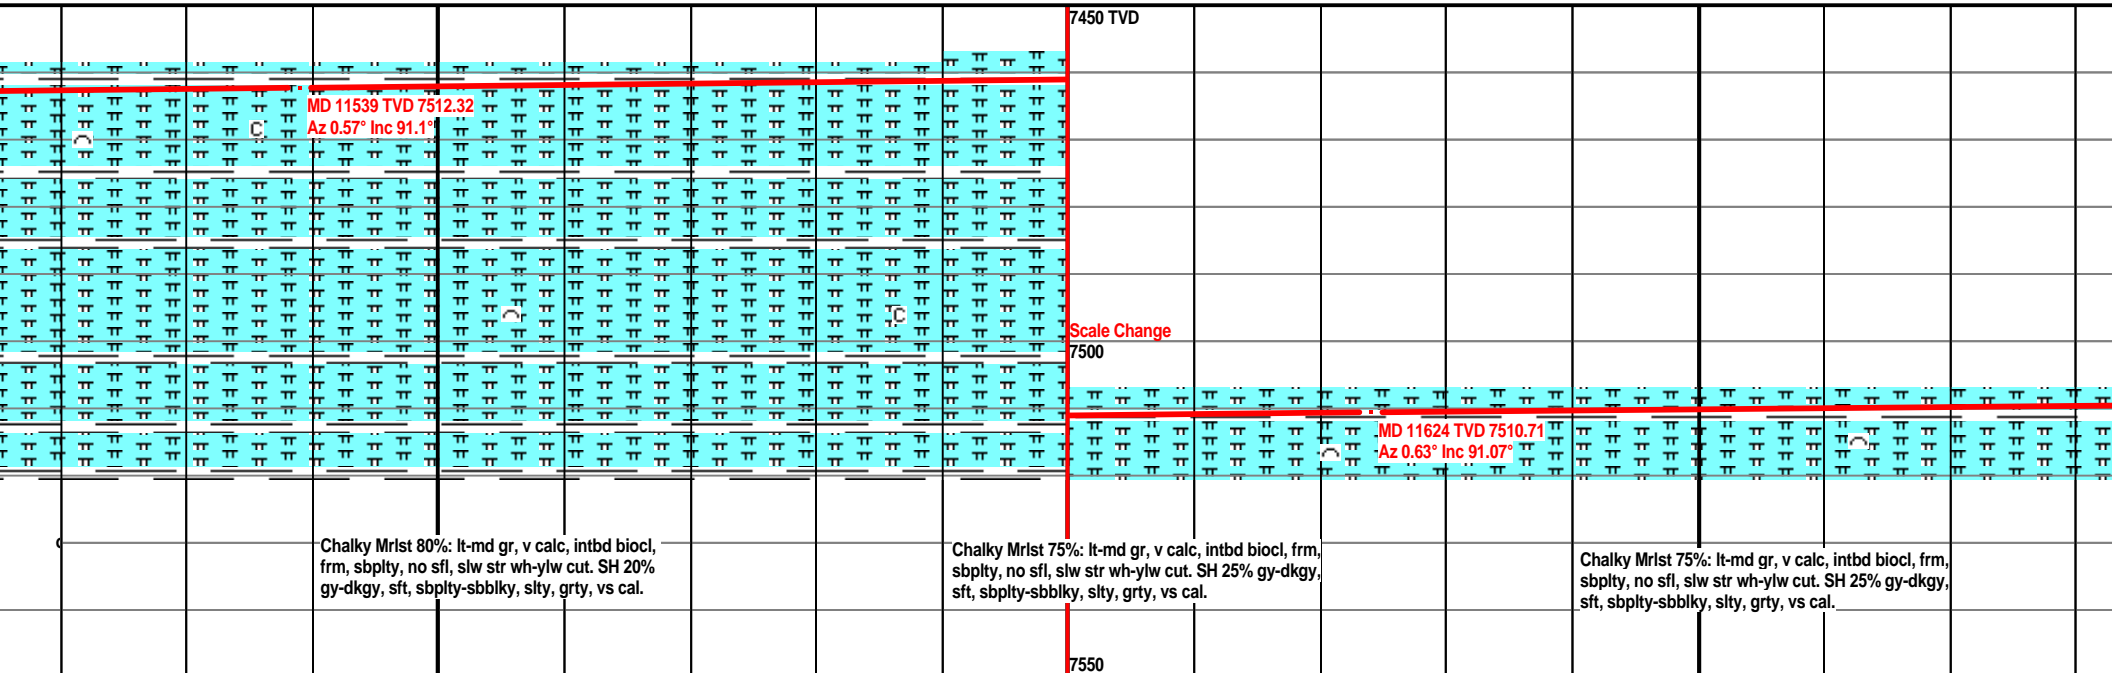 7450 TVD
MD 11539 TVD 7512.32
Az 0.57° Inc 91.1°
C
C
Scale Change
7500
MD 11624 TVD 7510.71
Az 0.63° Inc 91.07°
Chalky Mrlst 80%: lt-md gr, v calc, intbd biocl,
frm, sbplty, no sfl, slw str wh-ylw cut. SH 20%
gy-dkgy, sft, sbplty-sbblky, slty, grty, vs cal.
Chalky Mrlst 75%: lt-md gr, v calc, intbd biocl, frm,
sbplty, no sfl, slw str wh-ylw cut. SH 25% gy-dkgy,
sft, sbplty-sbblky, slty, grty, vs cal.
Chalky Mrlst 75%: lt-md gr, v calc, intbd biocl, frm,
sbplty, no sfl, slw str wh-ylw cut. SH 25% gy-dkgy,
sft, sbplty-sbblky, slty, grty, vs cal.
7550